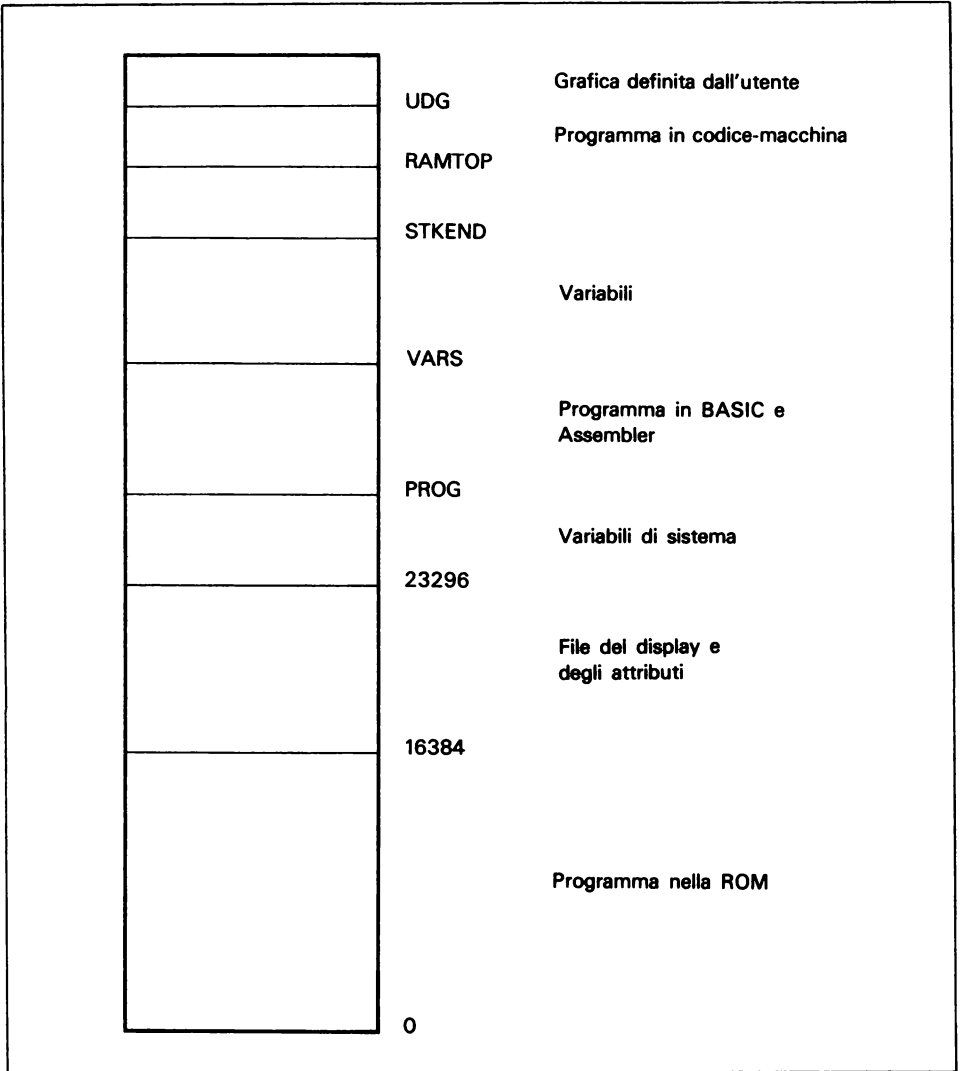 Grafica definita dall'utente
UDG
Programma in codice-macchina
RAMTOP
STKEND
Variabili
VARS
Programma in BASIC e
Assembler
PROG
Variabili di sistema
23296
File del display e
degli attributi
16384
Programma nella ROM
0